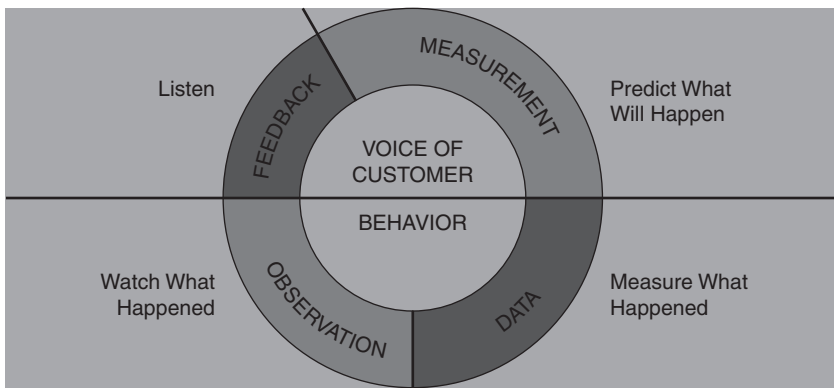 MEASUREMENT
Listen
FEEDBACK
Predict What
Will Happen
VOICE OF
CUSTOMER
BEHAVIOR
Watch What
Happened
OBSERVATION
DATA
Measure What
Happened